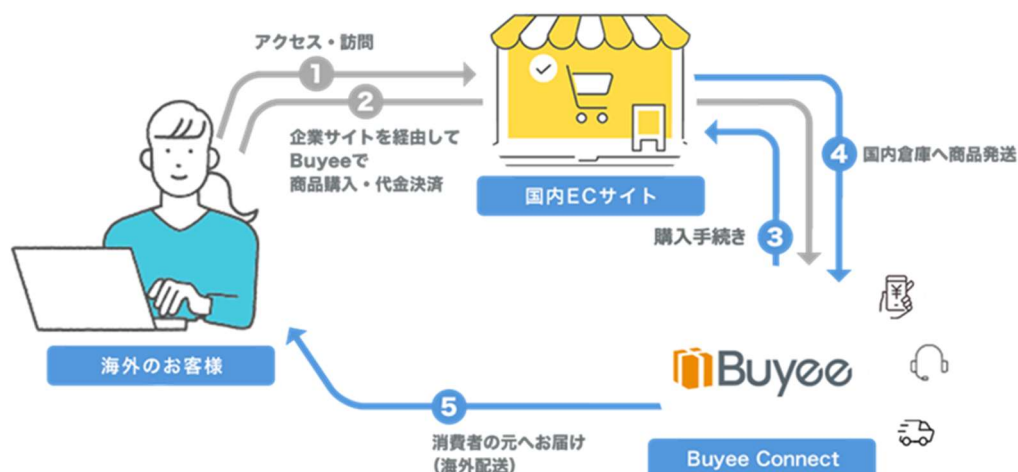 アクセス・訪問
1
2
企業サイトを経由して
Buyeeで
商品購入・代金決済
国内ECサイト
4
国内倉庫へ商品発送
購入手続き
3
¥
海外のお客様
Buyee
5
消費者の元へお届け
(海外配送)
Buyee Connect